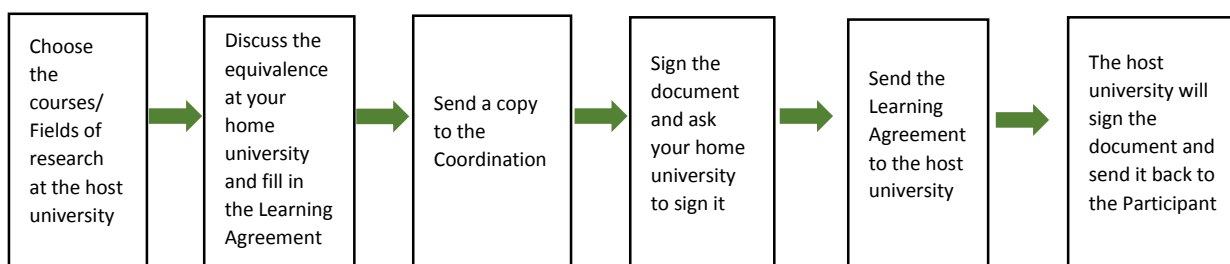 Choose
the
courses/
Fields of
research
at the host
university
Discuss the
equivalence
at your
home
university
and fill in
the Learning
Agreement
Send a copy
to the
Coordination
Sign the
document
and ask
your home
university
to sign it
Send the
Learning
Agreement
to the host
university
The host
university will
sign the
document and
send it back to
the Participant